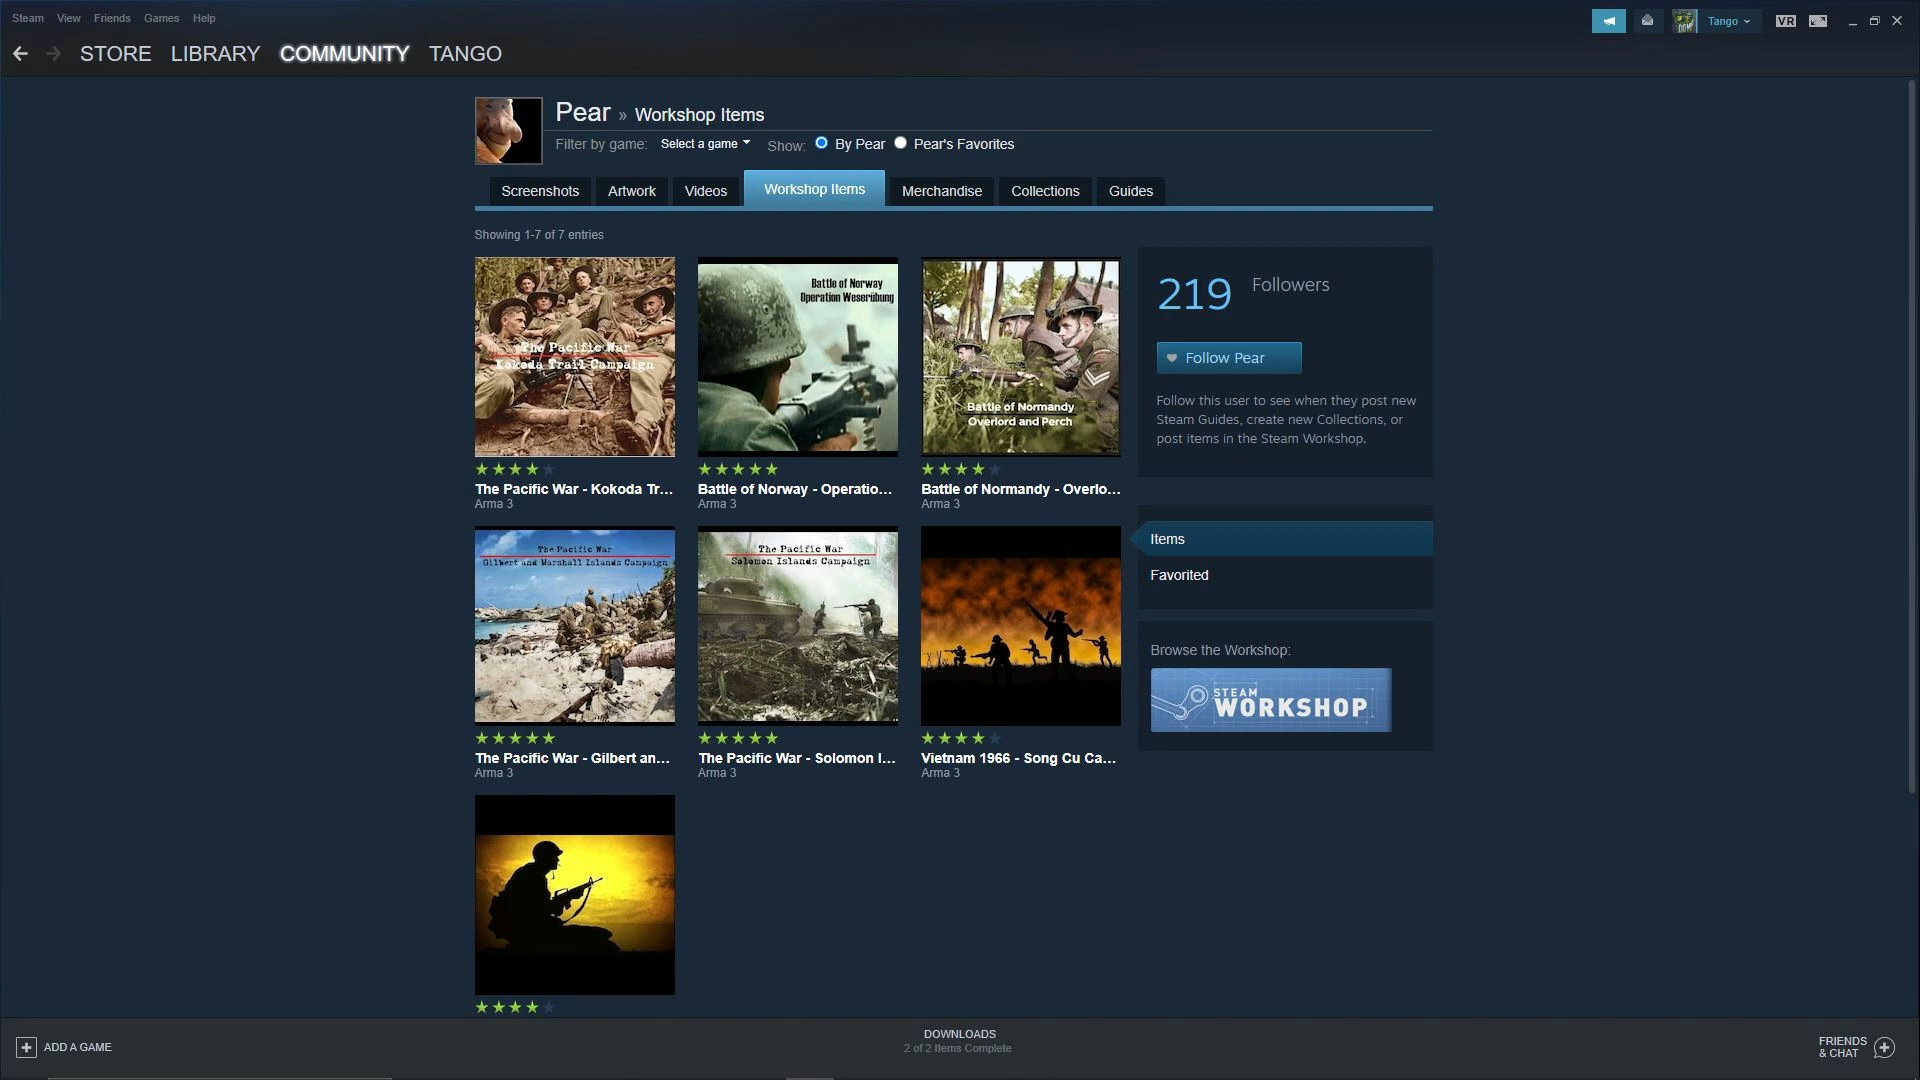 Steam View Friends Games Help
Tango
VR
STORE LIBRARY COMMUNITY TANGO
Pear » Workshop Items
Filter by game: Select a game Show: By Pear Pear's Favorites
Screenshots Artwork Videos Workshop Items Merchandise Collections Guides
Showing 1-7 of 7 entries
The Pacific War
Kokoda Trail Campaign
Battle of Norway
Operation Weserübung
Battle of Normandy
Overlord and Perch
219 Followers
Follow Pear
Follow this user to see when they post new
Steam Guides, create new Collections, or
post items in the Steam Workshop.
The Pacific War - Kokoda Tr...
Arma 3
Battle of Norway - Operatio...
Arma 3
Battle of Normandy - Overlo...
Arma 3
The Pacific War
Gilbert and Marshall Islands Campaign
The Pacific War
Solomon Islands Campaign
Items
Favorited
Browse the Workshop:
STEAM
WORKSHOP
The Pacific War - Gilbert an...
Arma 3
The Pacific War - Solomon I...
Arma 3
Vietnam 1966 - Song Cu Ca...
Arma 3
ADD A GAME
DOWNLOADS
2 of 2 Items Complete
FRIENDS
& CHAT